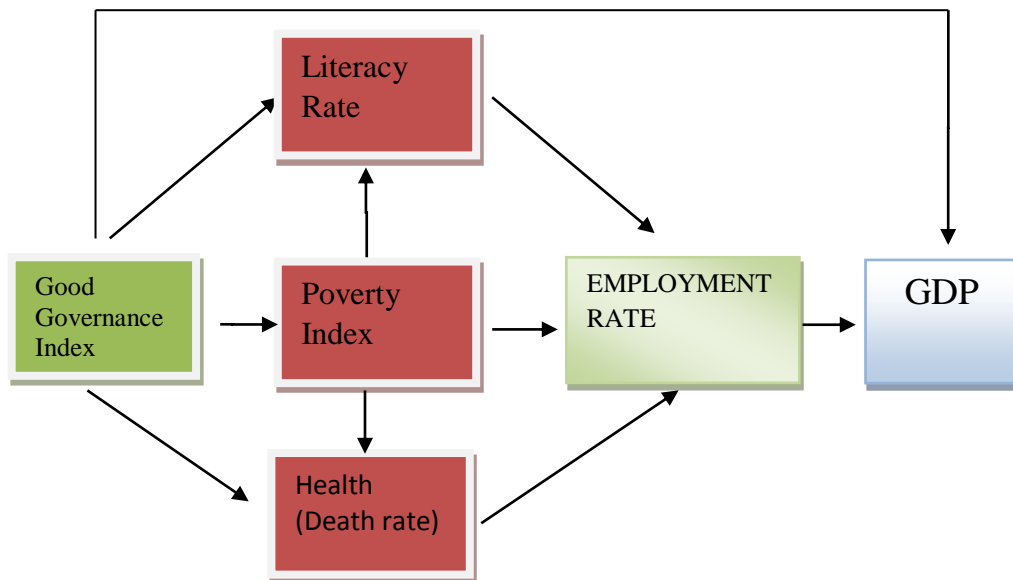 Literacy
Rate
Good
Governance
Index
Poverty
Index
EMPLOYMENT
RATE
GDP
Health
(Death rate)